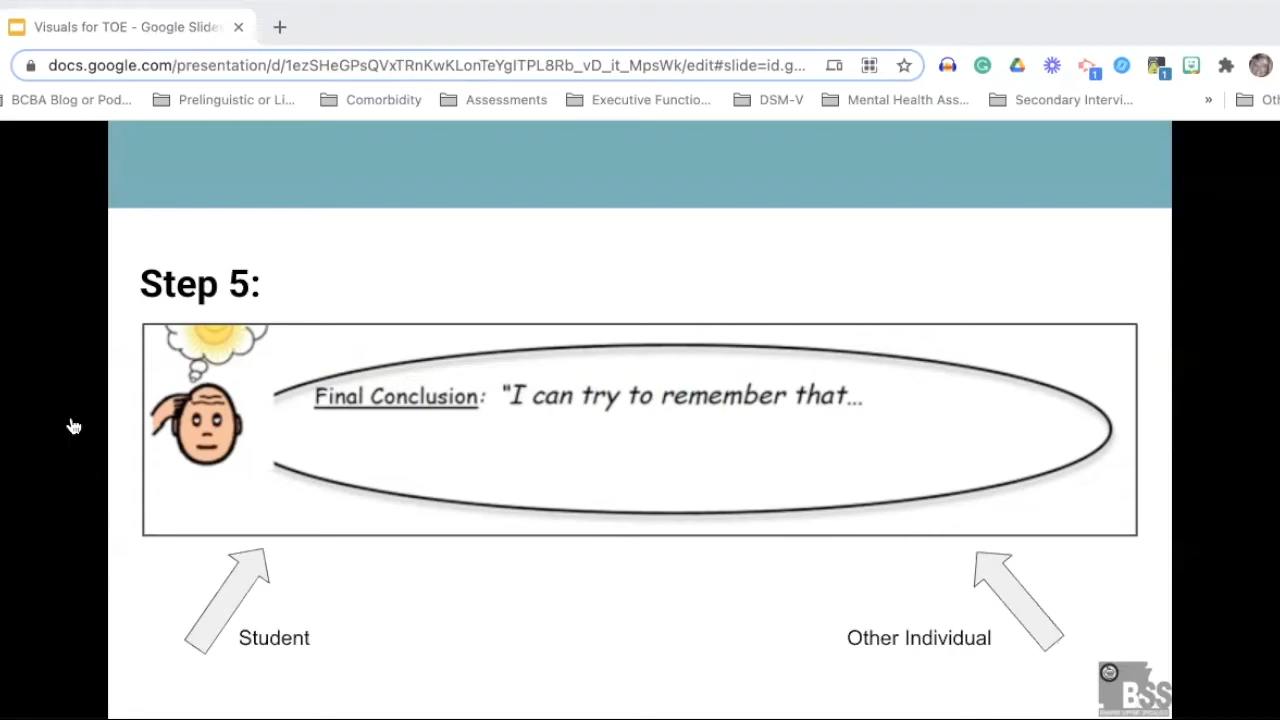 Visuals for TOE - Google Slides
docs.google.com/presentation/d/1ezSHeGPsQVxTRnKwKLonTeYgITPL8Rb_vD_it_MpsWk/edit#slide=id.g...
BCBA Blog or Pod... Prelinguistic or Li... Comorbidity Assessments Executive Functio... DSM-V Mental Health Ass... Secondary Intervi... » Oth
Step 5:
Final Conclusion: "I can try to remember that...
Student
Other Individual
BSS